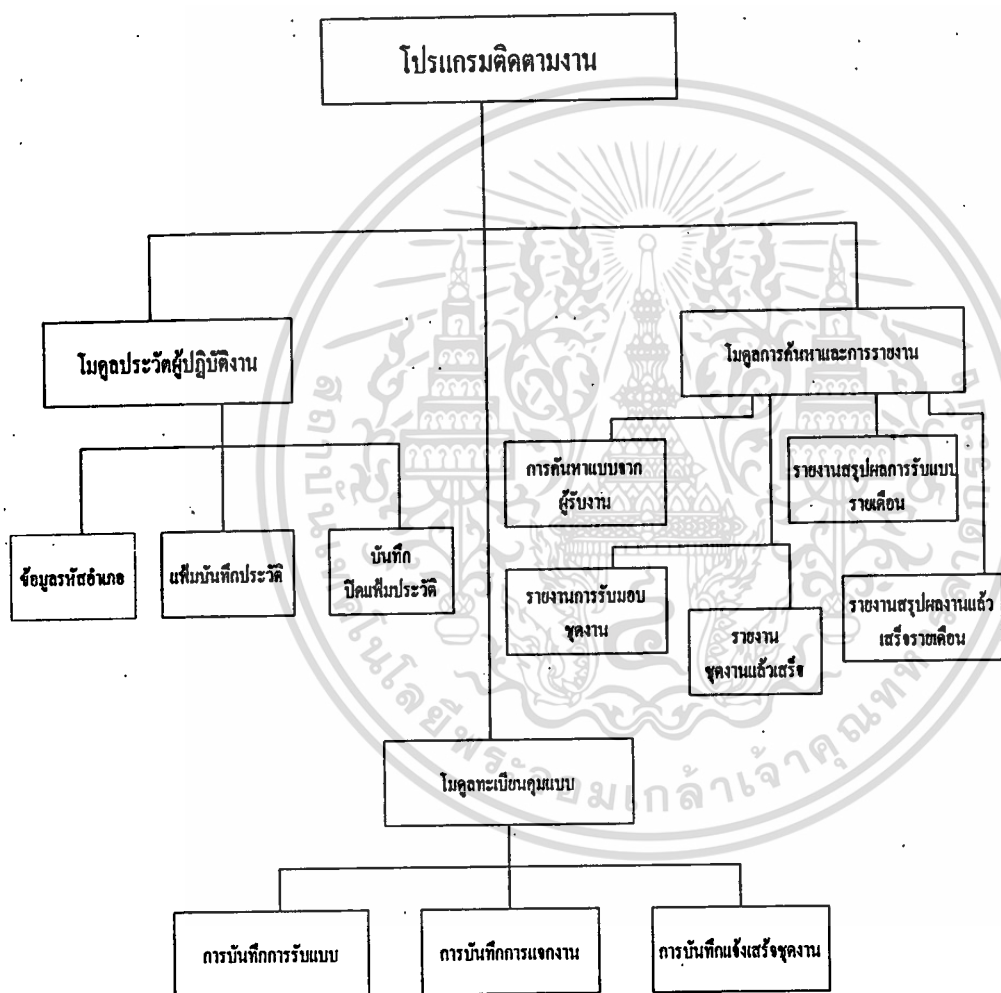 โปรแกรมติดตามงาน
โมดูลประวัตผู้ปฏิบัติงาน
โมดูลการค้นหาและการรายงาน
การค้นหาแบบจาก
ผู้รับงาน
รายงานสรุปผลการรับแบบ
รายเดือน
ข้อมูลรหัสอำเภอ
แฟ้มบันทึกประวัติ
บันทึก
ปิดแฟ้มประวัติ
รายงานการรับมอบ
ชุดงาน
รายงาน
ชุดงานแล้วเสร็จ
รายงานสรุปผลงานแล้ว
เสร็จรายเดือน
โมดูลทะเบียนคุมแบบ
การบันทึกการรับแบบ
การบันทึกการแจกงาน
การบันทึกแจ้งเสร็จชุดงาน